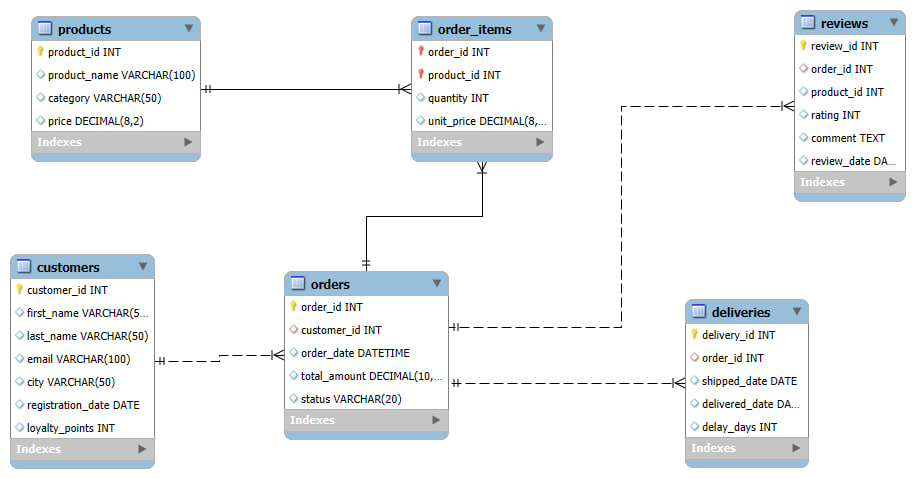 products
product_id INT
product_name VARCHAR(100)
category VARCHAR(50)
price DECIMAL(8,2)
Indexes
order_items
order_id INT
product_id INT
quantity INT
unit_price DECIMAL(8,...
Indexes
reviews
review_id INT
order_id INT
product_id INT
rating INT
comment TEXT
review_date DA...
Indexes
customers
customer_id INT
first_name VARCHAR(5...
last_name VARCHAR(50)
email VARCHAR(100)
city VARCHAR(50)
registration_date DATE
loyalty_points INT
Indexes
orders
order_id INT
customer_id INT
order_date DATETIME
total_amount DECIMAL(10,...
status VARCHAR(20)
Indexes
deliveries
delivery_id INT
order_id INT
shipped_date DATE
delivered_date DA...
delay_days INT
Indexes